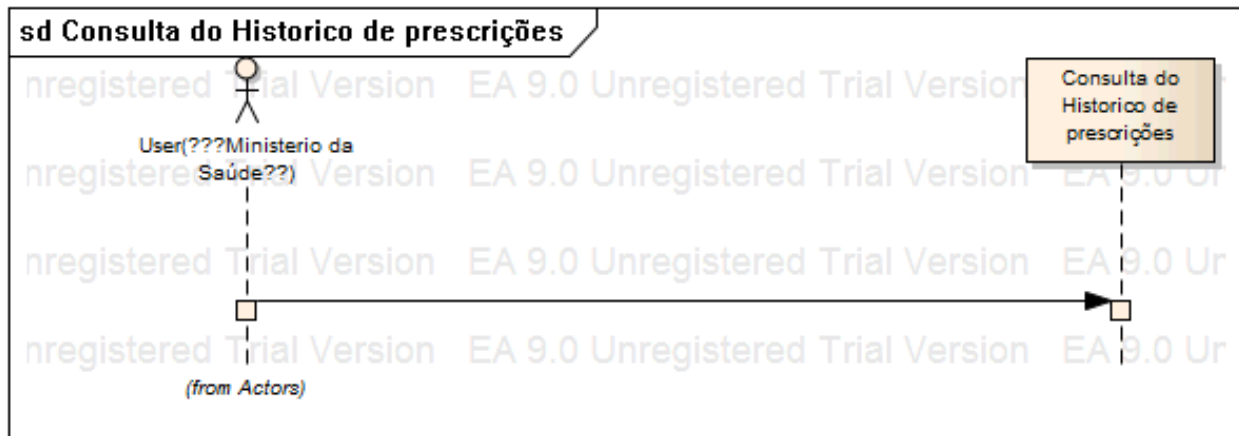 sd Consulta do Historico de prescrições
nregistered Trial Version EA 9.0 Unregistered Trial Version
Consulta do
Historico de
prescrições
User(???Ministerio da
Saúde??)
nregistered Trial Version EA 9.0 Unregistered Trial Version EA 9.0 Ur
nregistered Trial Version EA 9.0 Unregistered Trial Version EA 9.0 Ur
nregistered Trial Version EA 9.0 Unregistered Trial Version EA 9.0 Ur
(from Actors)